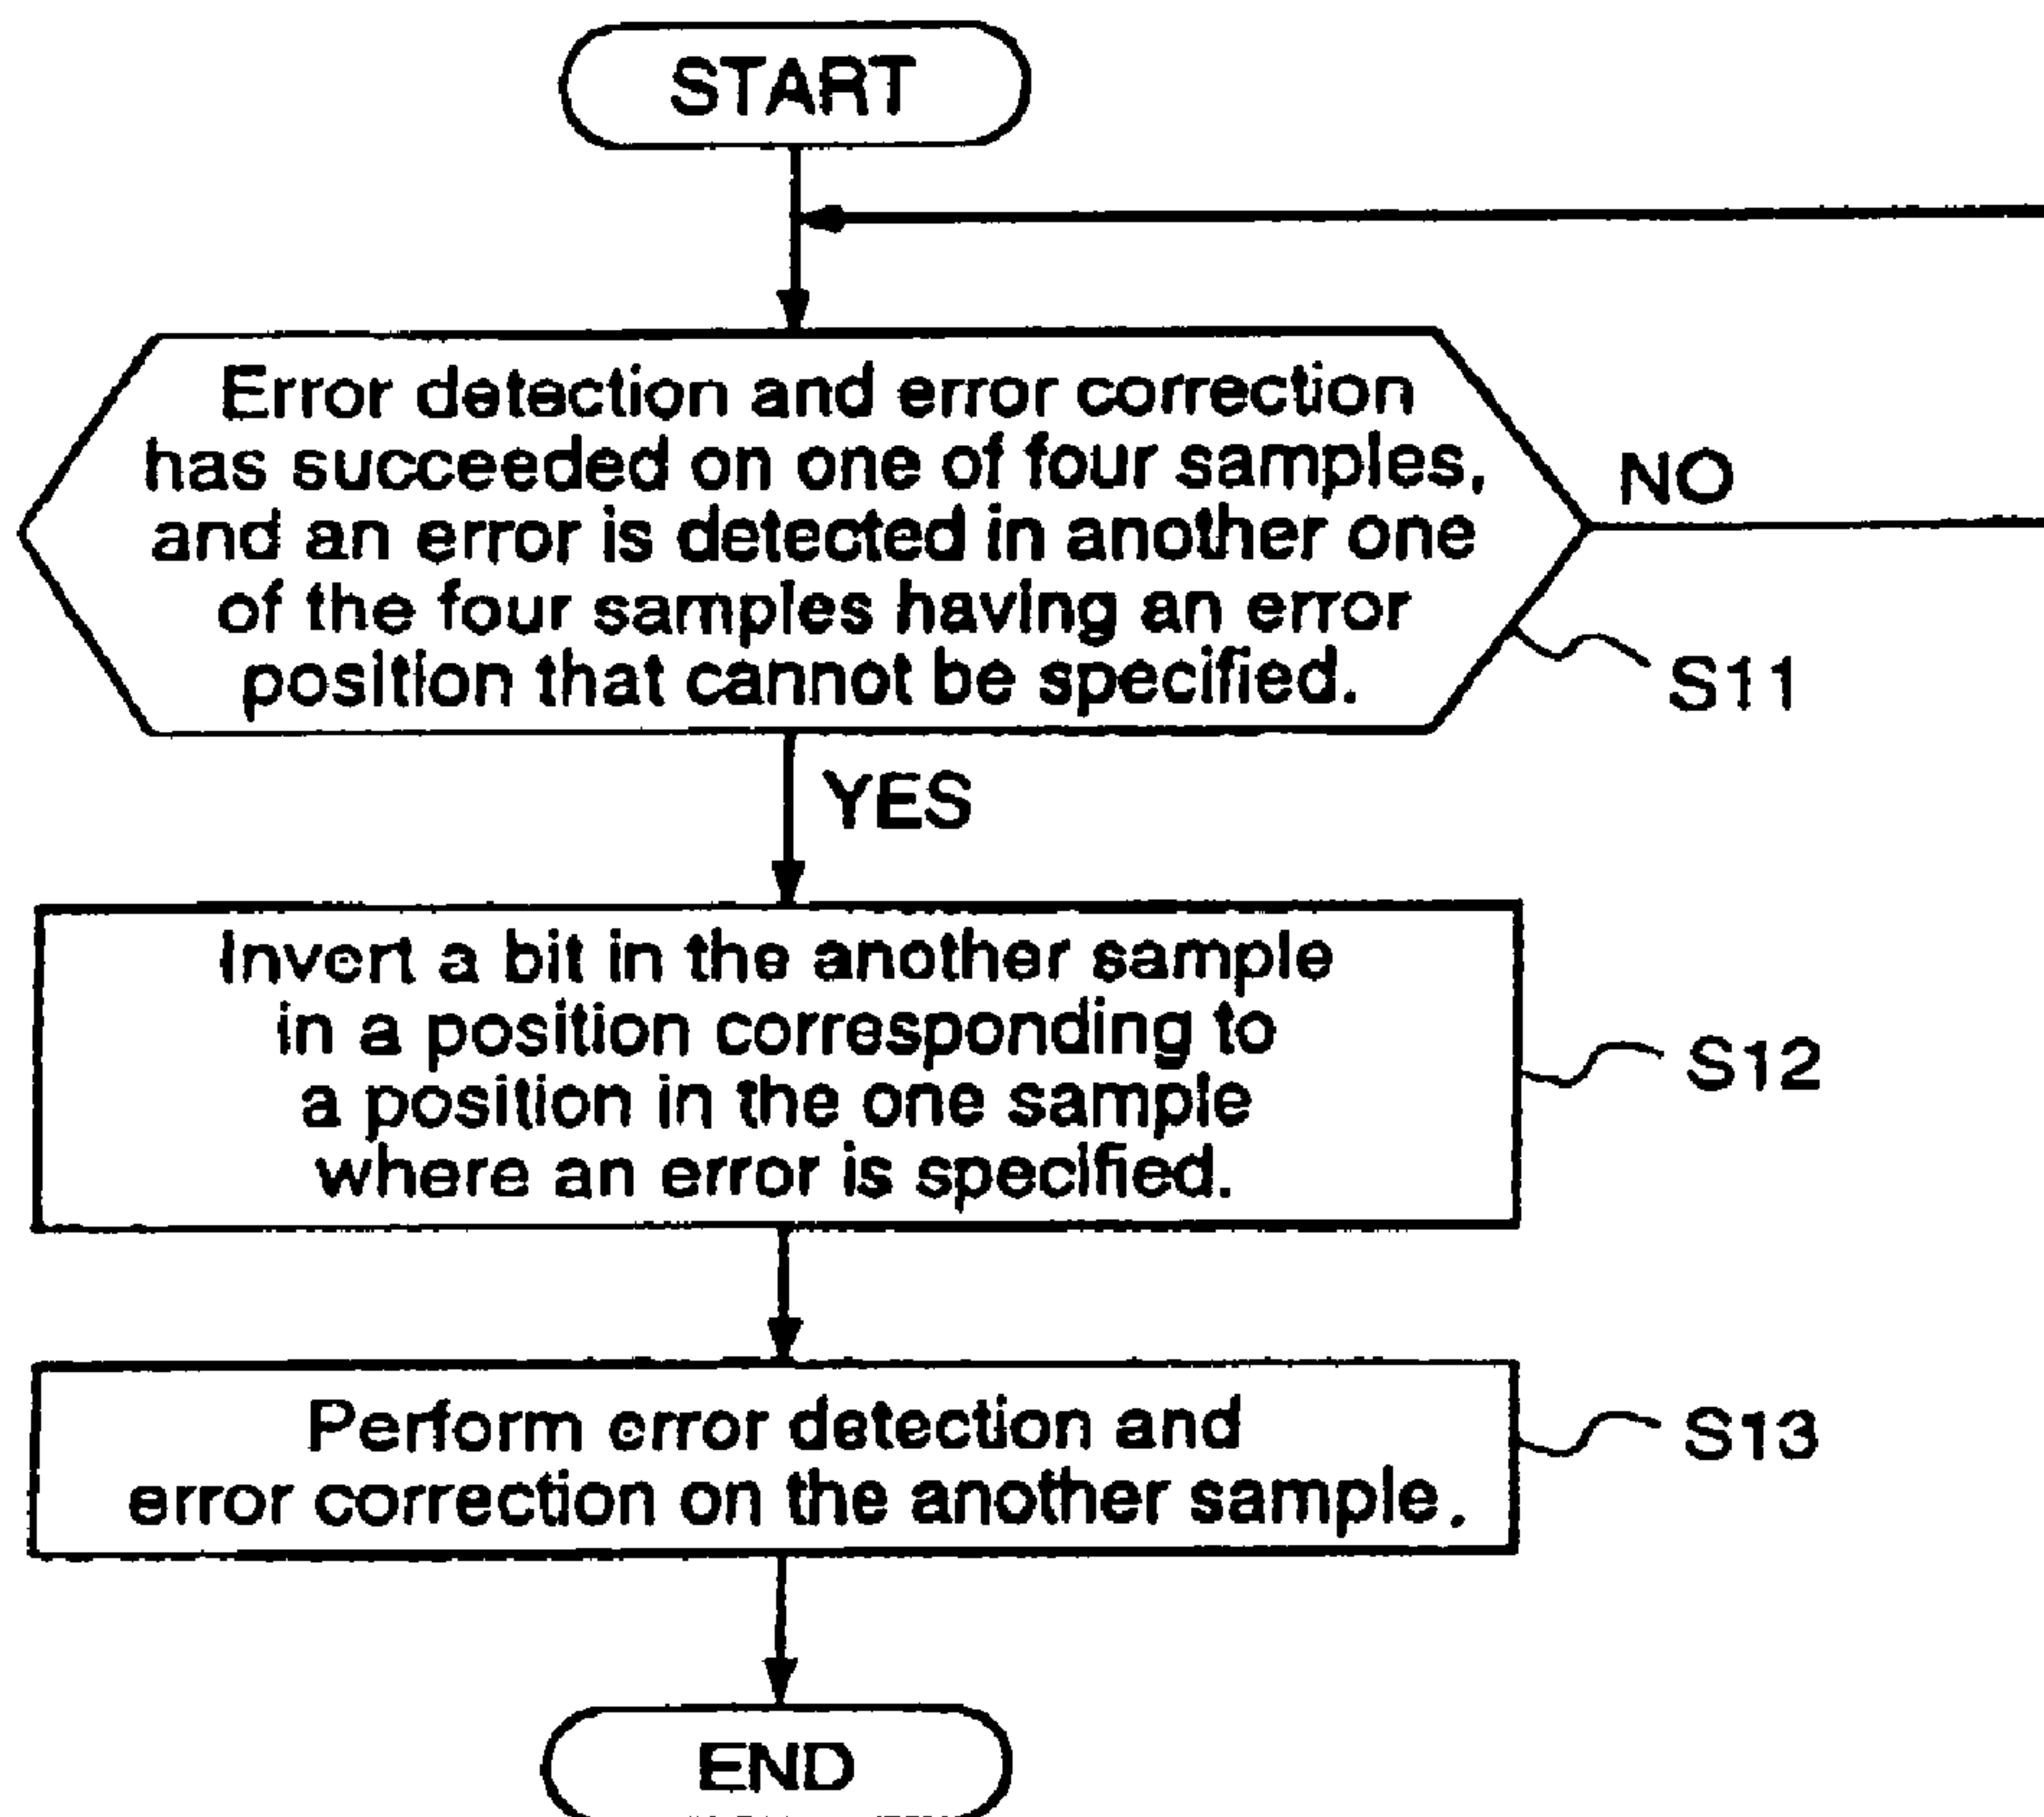 START
Error detection and error correction
has succeeded on one of four samples,
and an error is detected in another one
of the four samples having an error
position that cannot be specified.
NO
S11
YES
Invert a bit in the another sample
in a position corresponding to
a position in the one sample
where an error is specified.
S12
Perform error detection and
error correction on the another sample.
S13
END